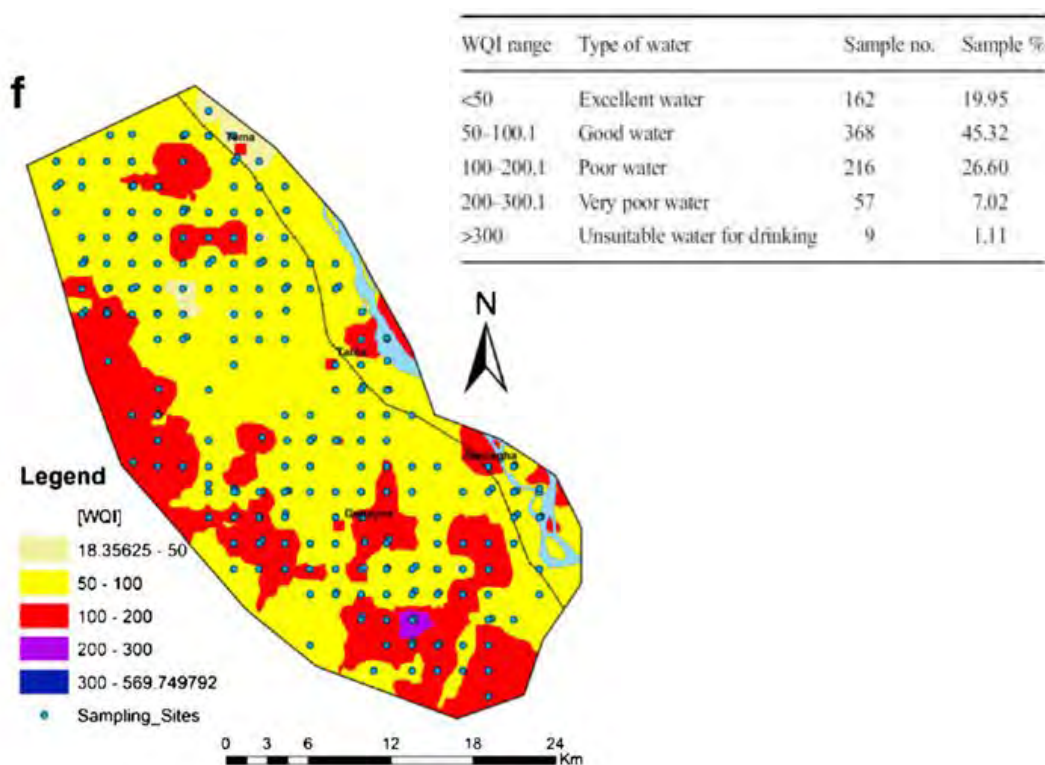 WQI range Type of water Sample no. Sample %
<50 Excellent water 162 19.95
50–100.1 Good water 368 45.32
100–200.1 Poor water 216 26.60
200–300.1 Very poor water 57 7.02
>300 Unsuitable water for drinking 9 1.11
f
Tema
N
Legend
[WQI]
18.35625 - 50
50 - 100
100 - 200
200 - 300
300 - 569.749792
Sampling_Sites
0 3 6 12 18 24
Km